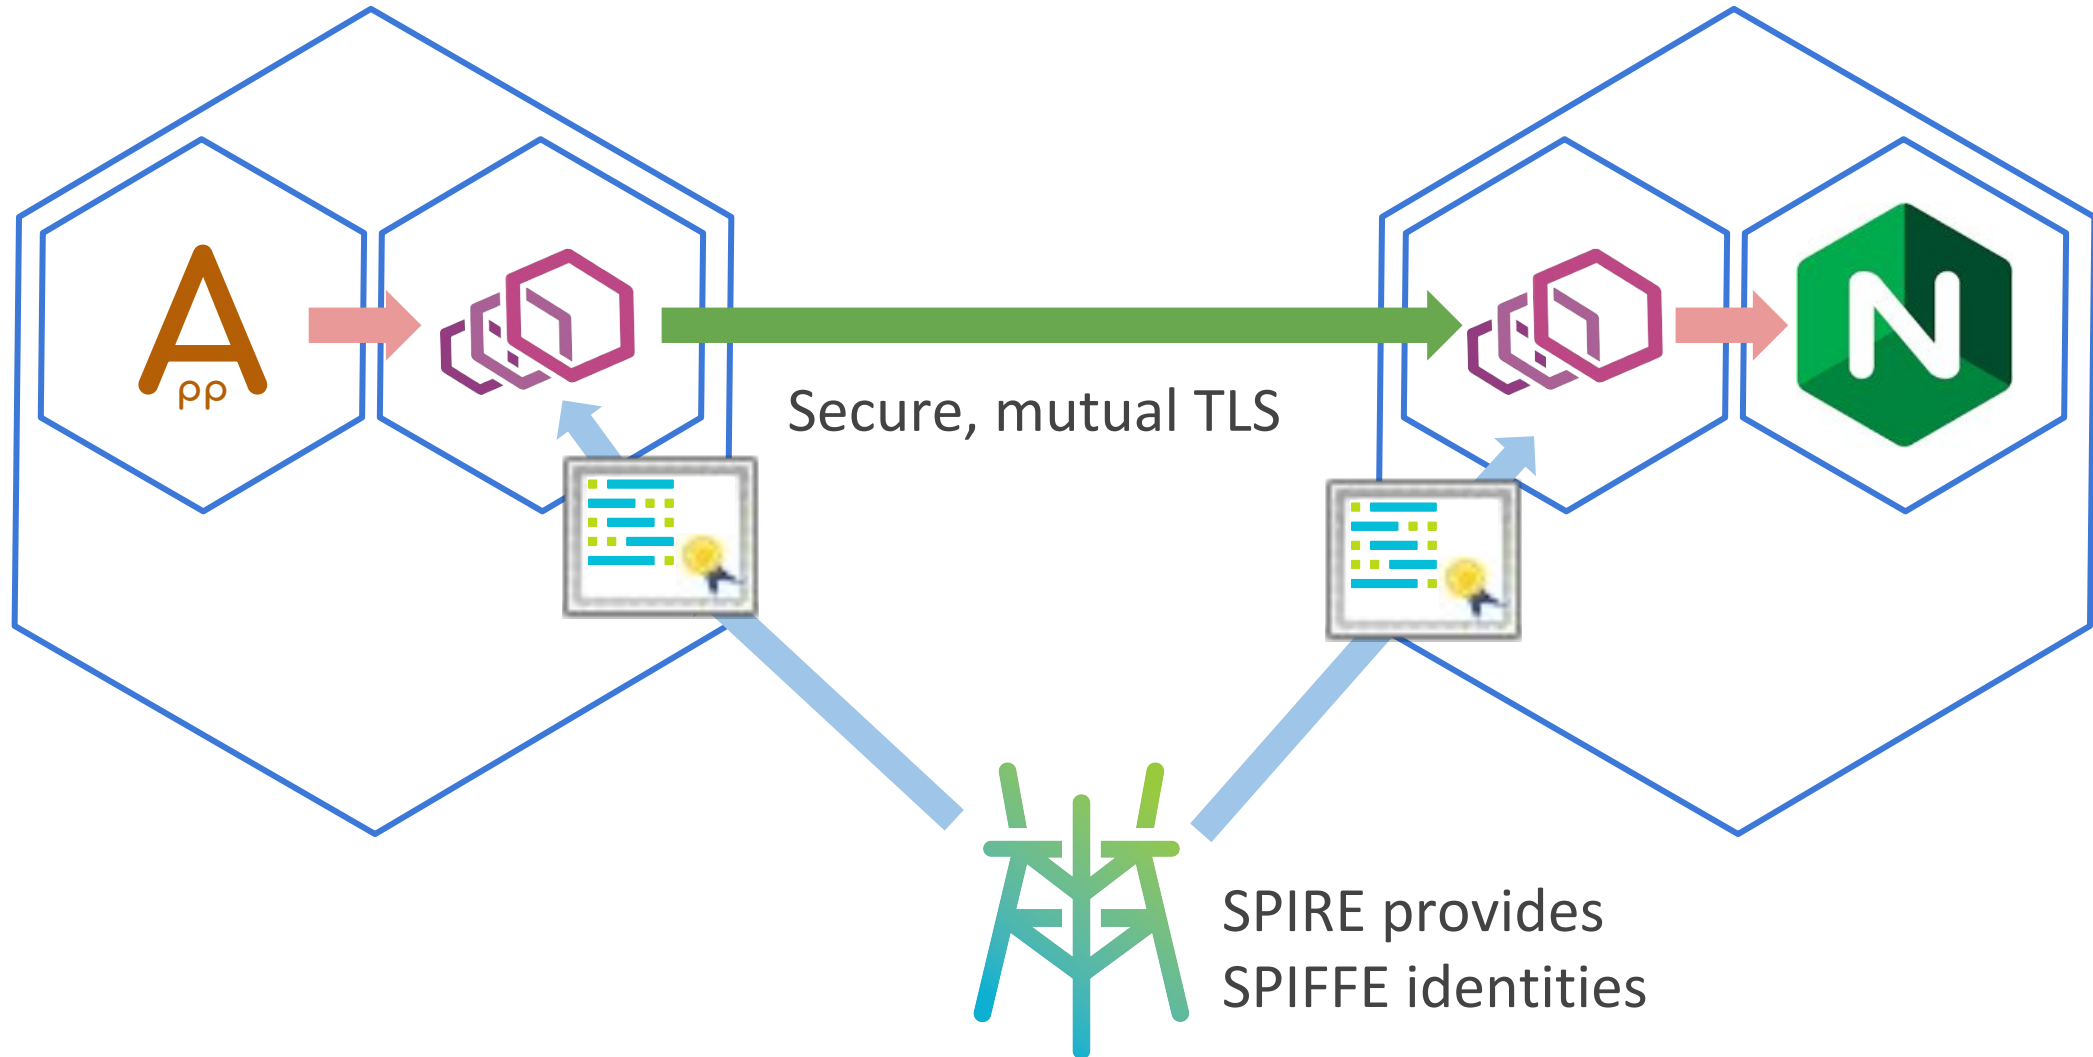 App
N
Secure, mutual TLS
SPIRE provides
SPIFFE identities